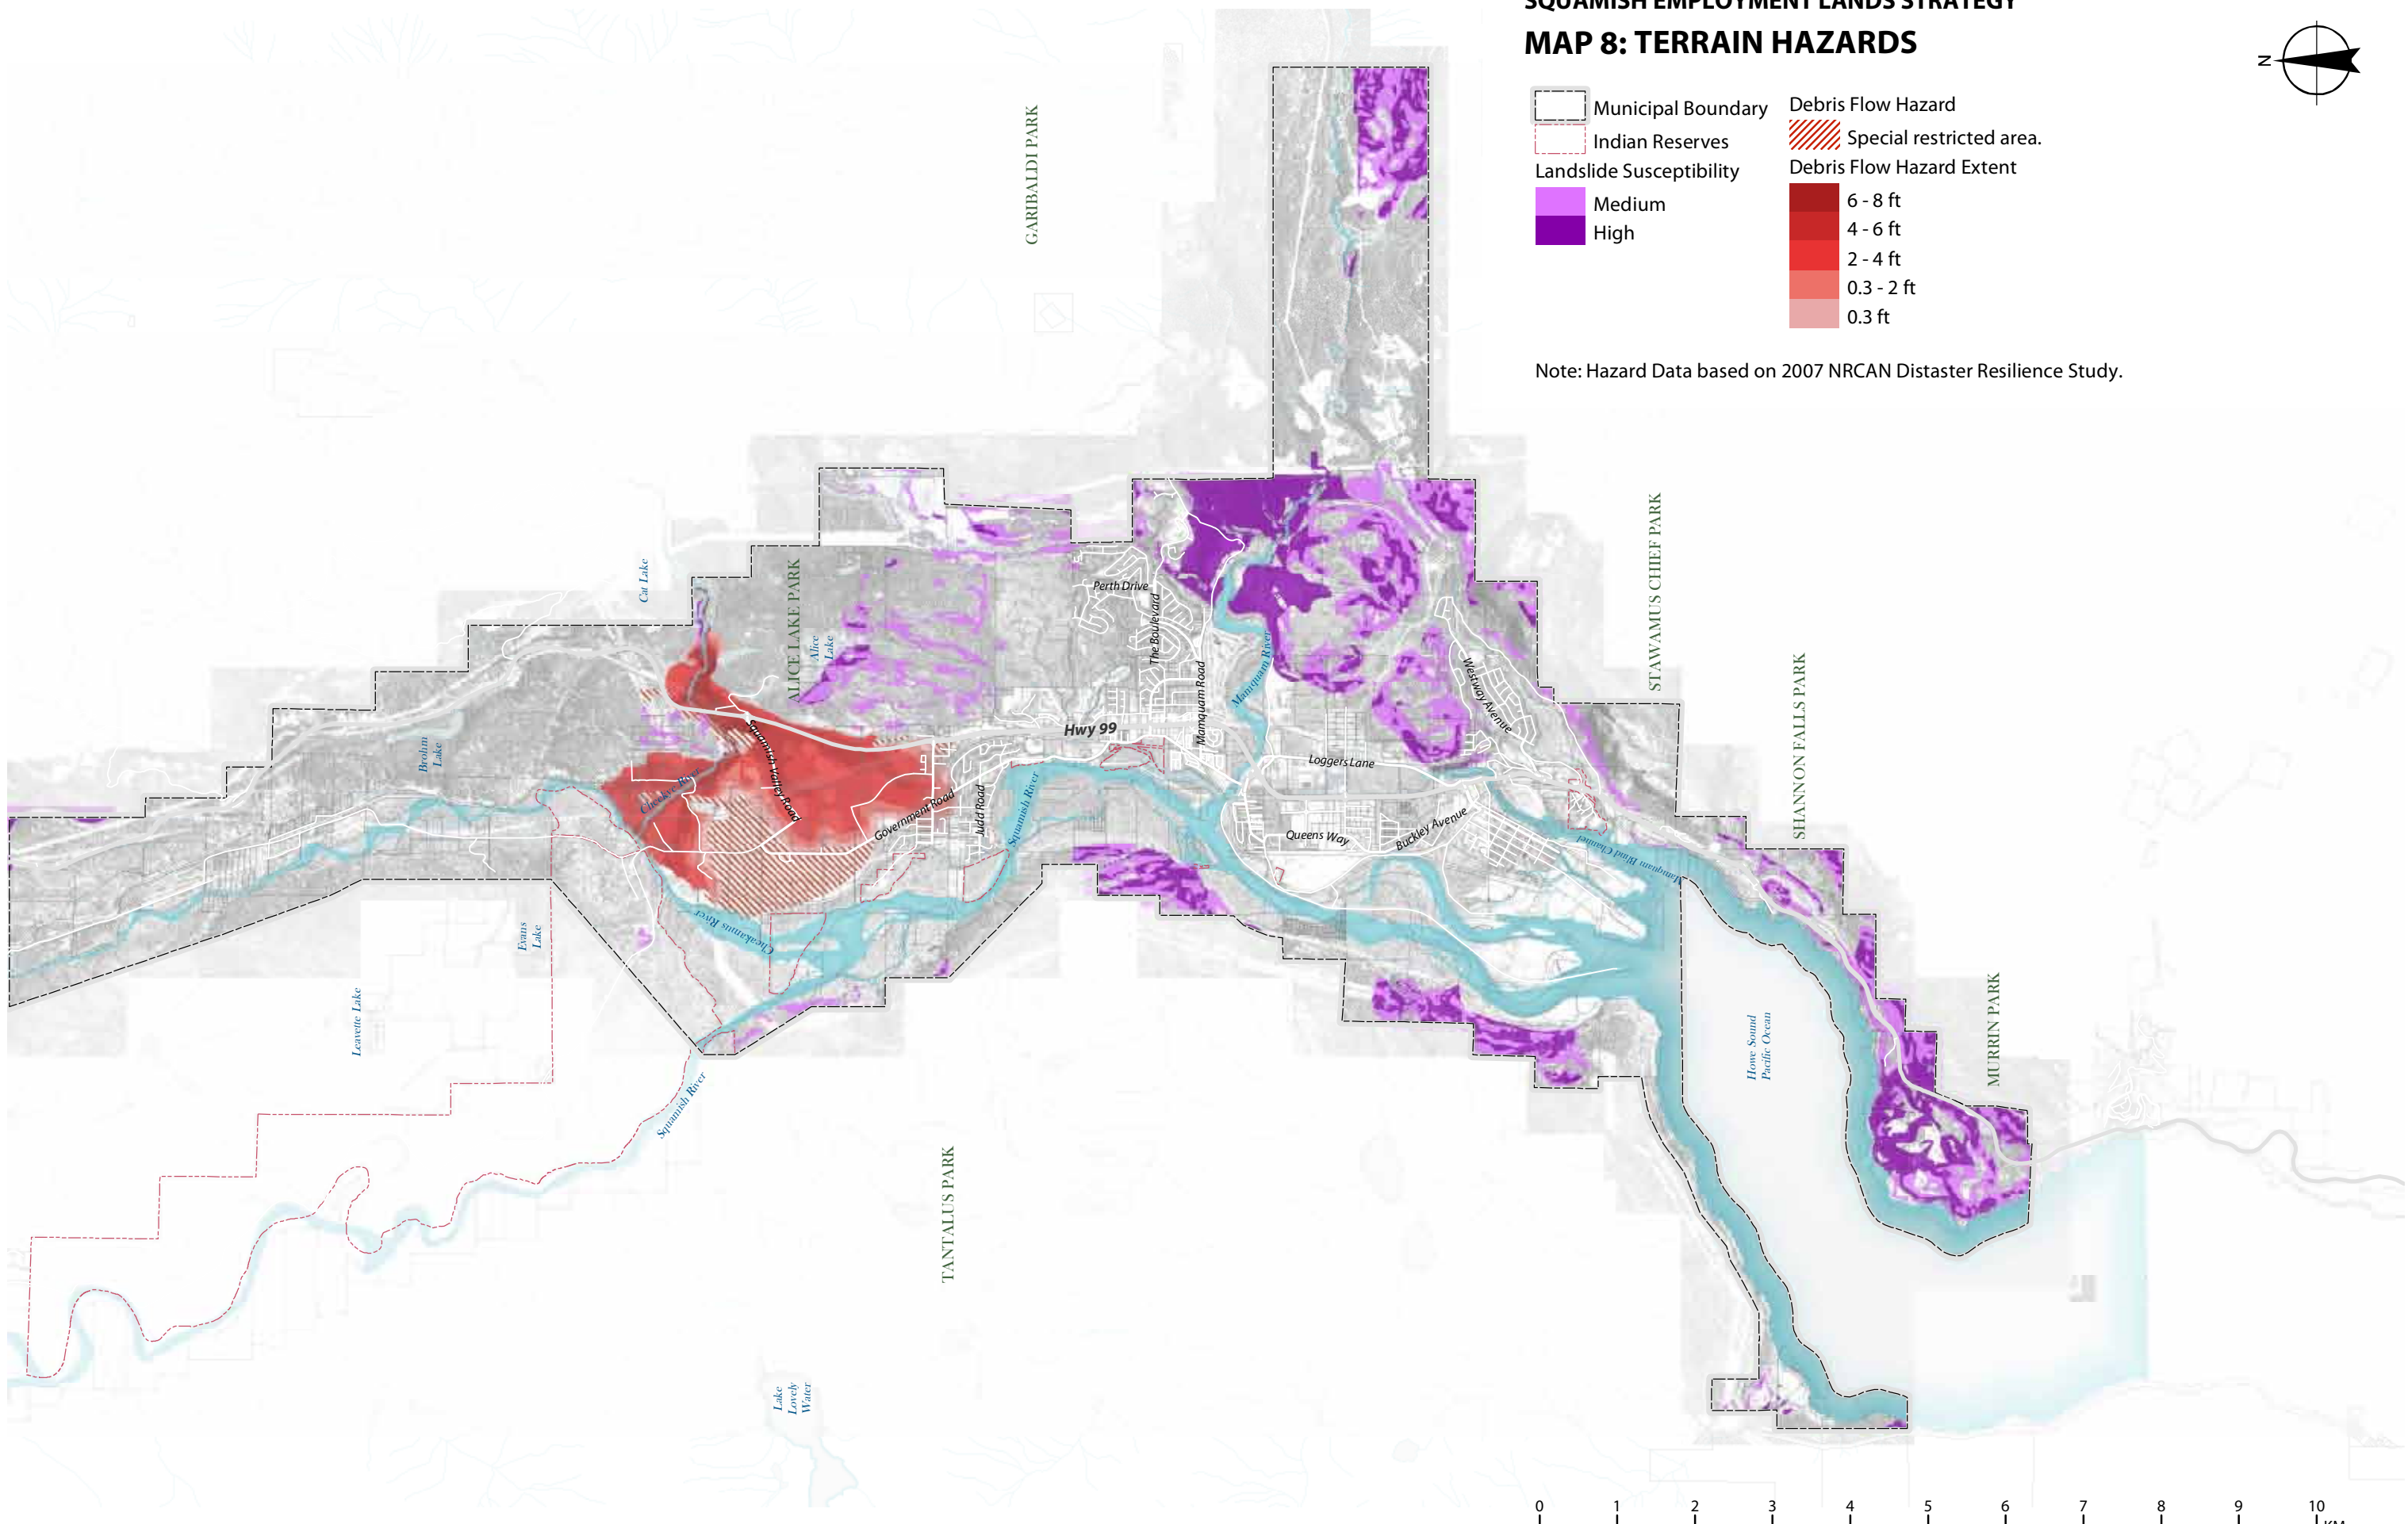 SQUAMISH EMPLOYMENT LANDS STRATEGY
MAP 8: TERRAIN HAZARDS
N
Municipal Boundary
Indian Reserves
Landslide Susceptibility
Medium
High
Debris Flow Hazard
Special restricted area.
Debris Flow Hazard Extent
6 - 8 ft
4 - 6 ft
2 - 4 ft
0.3 - 2 ft
0.3 ft
Note: Hazard Data based on 2007 NRCAN Distaster Resilience Study.
GARIBALDI PARK
STAWAMUS CHIEF PARK
SHANNON FALLS PARK
MURRIN PARK
ALICE LAKE PARK
TANTALUS PARK
Cat Lake
Alice
Lake
Brohm
Lake
Evans
Lake
Levette Lake
Lake
Lovely
Water
Perth Drive
The Boulevard
Mamquam Road
Mamquam River
Hwy 99
Westway Avenue
Loggers Lane
Queens Way
Buckley Avenue
Mamquam Blind Channel
Squamish Valley Road
Cheekye River
Government Road
Judd Road
Squamish River
Cheakamus River
Squamish River
Howe Sound
Pacific Ocean
0 1 2 3 4 5 6 7 8 9 10
KM